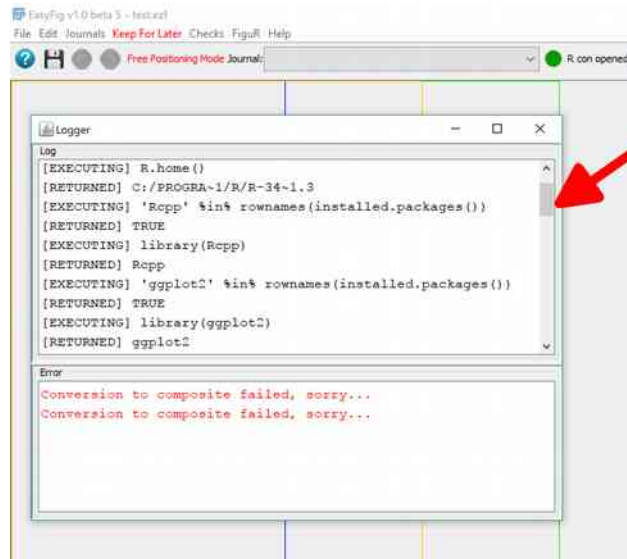 EasyFig v1.0 beta 5 - test.ezf
File Edit Journals Keep For Later Checks FiguR Help
Free Positioning Mode Journal:
R con opened
Logger
Log
[EXECUTING] R.home()
[RETURNED] C:/PROGRA~1/R/R-34~1.3
[EXECUTING] 'Rcpp' %in% rownames(installed.packages())
[RETURNED] TRUE
[EXECUTING] library(Rcpp)
[RETURNED] Rcpp
[EXECUTING] 'ggplot2' %in% rownames(installed.packages())
[RETURNED] TRUE
[EXECUTING] library(ggplot2)
[RETURNED] ggplot2
Error
Conversion to composite failed, sorry...
Conversion to composite failed, sorry...